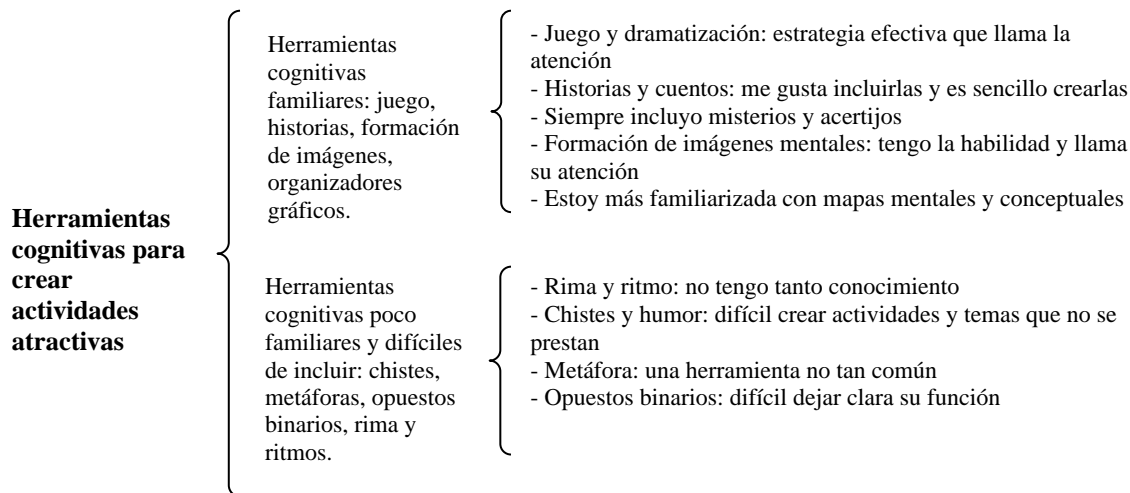 Herramientas
cognitivas para
crear
actividades
atractivas
Herramientas
cognitivas
familiares: juego,
historias, formación
de imágenes,
organizadores
gráficos.
- Juego y dramatización: estrategia efectiva que llama la
atención
- Historias y cuentos: me gusta incluirlas y es sencillo crearlas
- Siempre incluyo misterios y acertijos
- Formación de imágenes mentales: tengo la habilidad y llama
su atención
- Estoy más familiarizada con mapas mentales y conceptuales
Herramientas
cognitivas poco
familiares y difíciles
de incluir: chistes,
metáforas, opuestos
binarios, rima y
ritmos.
- Rima y ritmo: no tengo tanto conocimiento
- Chistes y humor: difícil crear actividades y temas que no se
prestan
- Metáfora: una herramienta no tan común
- Opuestos binarios: difícil dejar clara su función